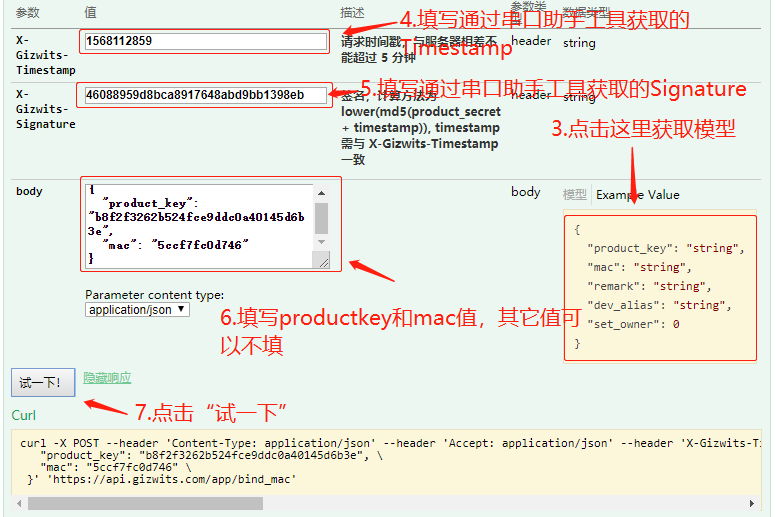 参数 值 描述 参数类型 数据类型
4.填写通过串口助手工具获取的
Timestamp
X-
Gizwits-
Timestamp
1568112859
请求时间戳，与服务器相差不
能超过 5 分钟
header string
5.填写通过串口助手工具获取的Signature
X-
Gizwits-
Signature
46088959d8bca8917648abd9bb1398eb
签名，计算方法为
lower(md5(product_secret
+ timestamp)), timestamp
需与 X-Gizwits-Timestamp
一致
header string
3.点击这里获取模型
body
{
"product_key":
"b8f2f3262b524fce9ddc0a40145d6b
3e",
"mac": "5ccf7fc0d746"
}
body
模型 Example Value
{
"product_key": "string",
"mac": "string",
"remark": "string",
"dev_alias": "string",
"set_owner": 0
}
Parameter content type:
application/json
6.填写productkey和mac值，其它值可
以不填
试一下！ 隐藏响应
7.点击“试一下”
Curl
curl -X POST --header 'Content-Type: application/json' --header 'Accept: application/json' --header 'X-Gizwits-T
"product_key": "b8f2f3262b524fce9ddc0a40145d6b3e", \
"mac": "5ccf7fc0d746" \
}' 'https://api.gizwits.com/app/bind_mac'